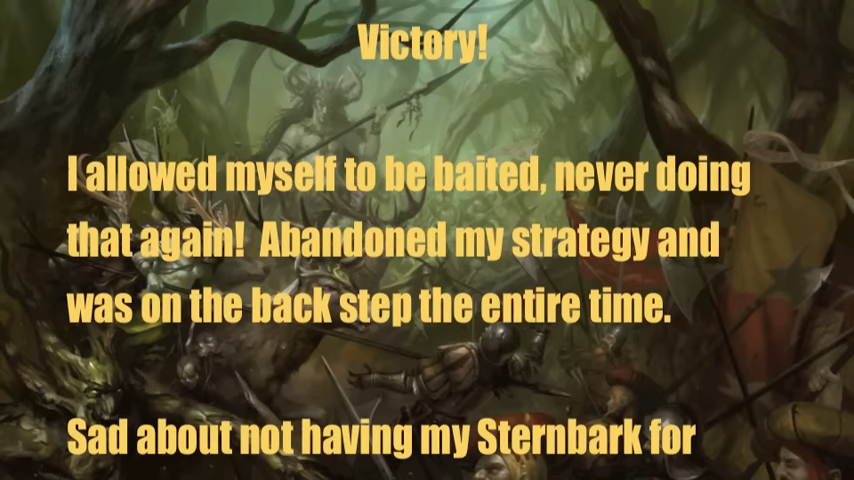 Victory!
I allowed myself to be baited, never doing
that again!  Abandoned my strategy and
was on the back step the entire time.
Sad about not having my Sternbark for